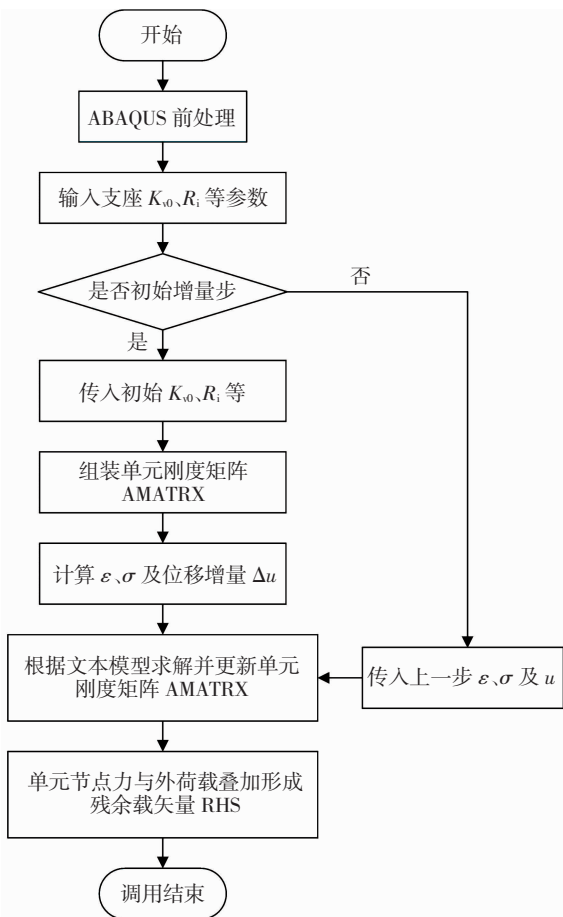 开始
ABAQUS 前处理
输入支座 Kv0、Ri 等参数
是否初始增量步
否
是
传入初始 Kv0、Ri 等
组装单元刚度矩阵
AMATRX
计算 ε、σ 及位移增量 Δu
根据文本模型求解并更新单元
刚度矩阵 AMATRX
传入上一步 ε、σ 及 u
单元节点力与外荷载叠加形成
残余载矢量 RHS
调用结束